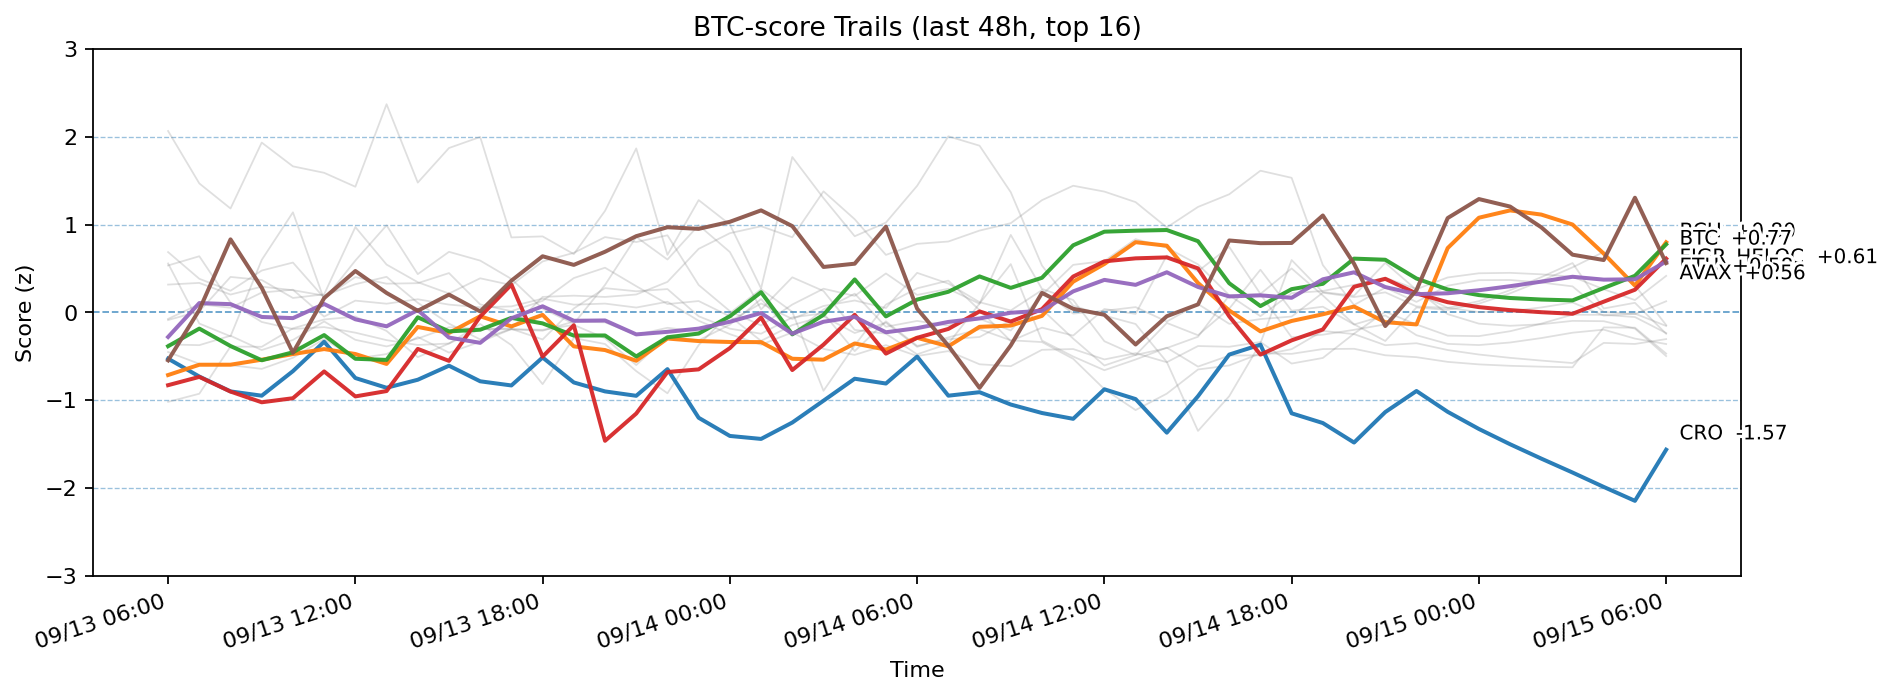 BTC-score Trails (last 48h, top 16)
Score (z)
3
2
1
0
−1
−2
−3
BTC +0.77
+0.61
AVAX +0.56
CRO -1.57
09/13 06:00
09/13 12:00
09/13 18:00
09/14 00:00
09/14 06:00
09/14 12:00
09/14 18:00
09/15 00:00
09/15 06:00
Time